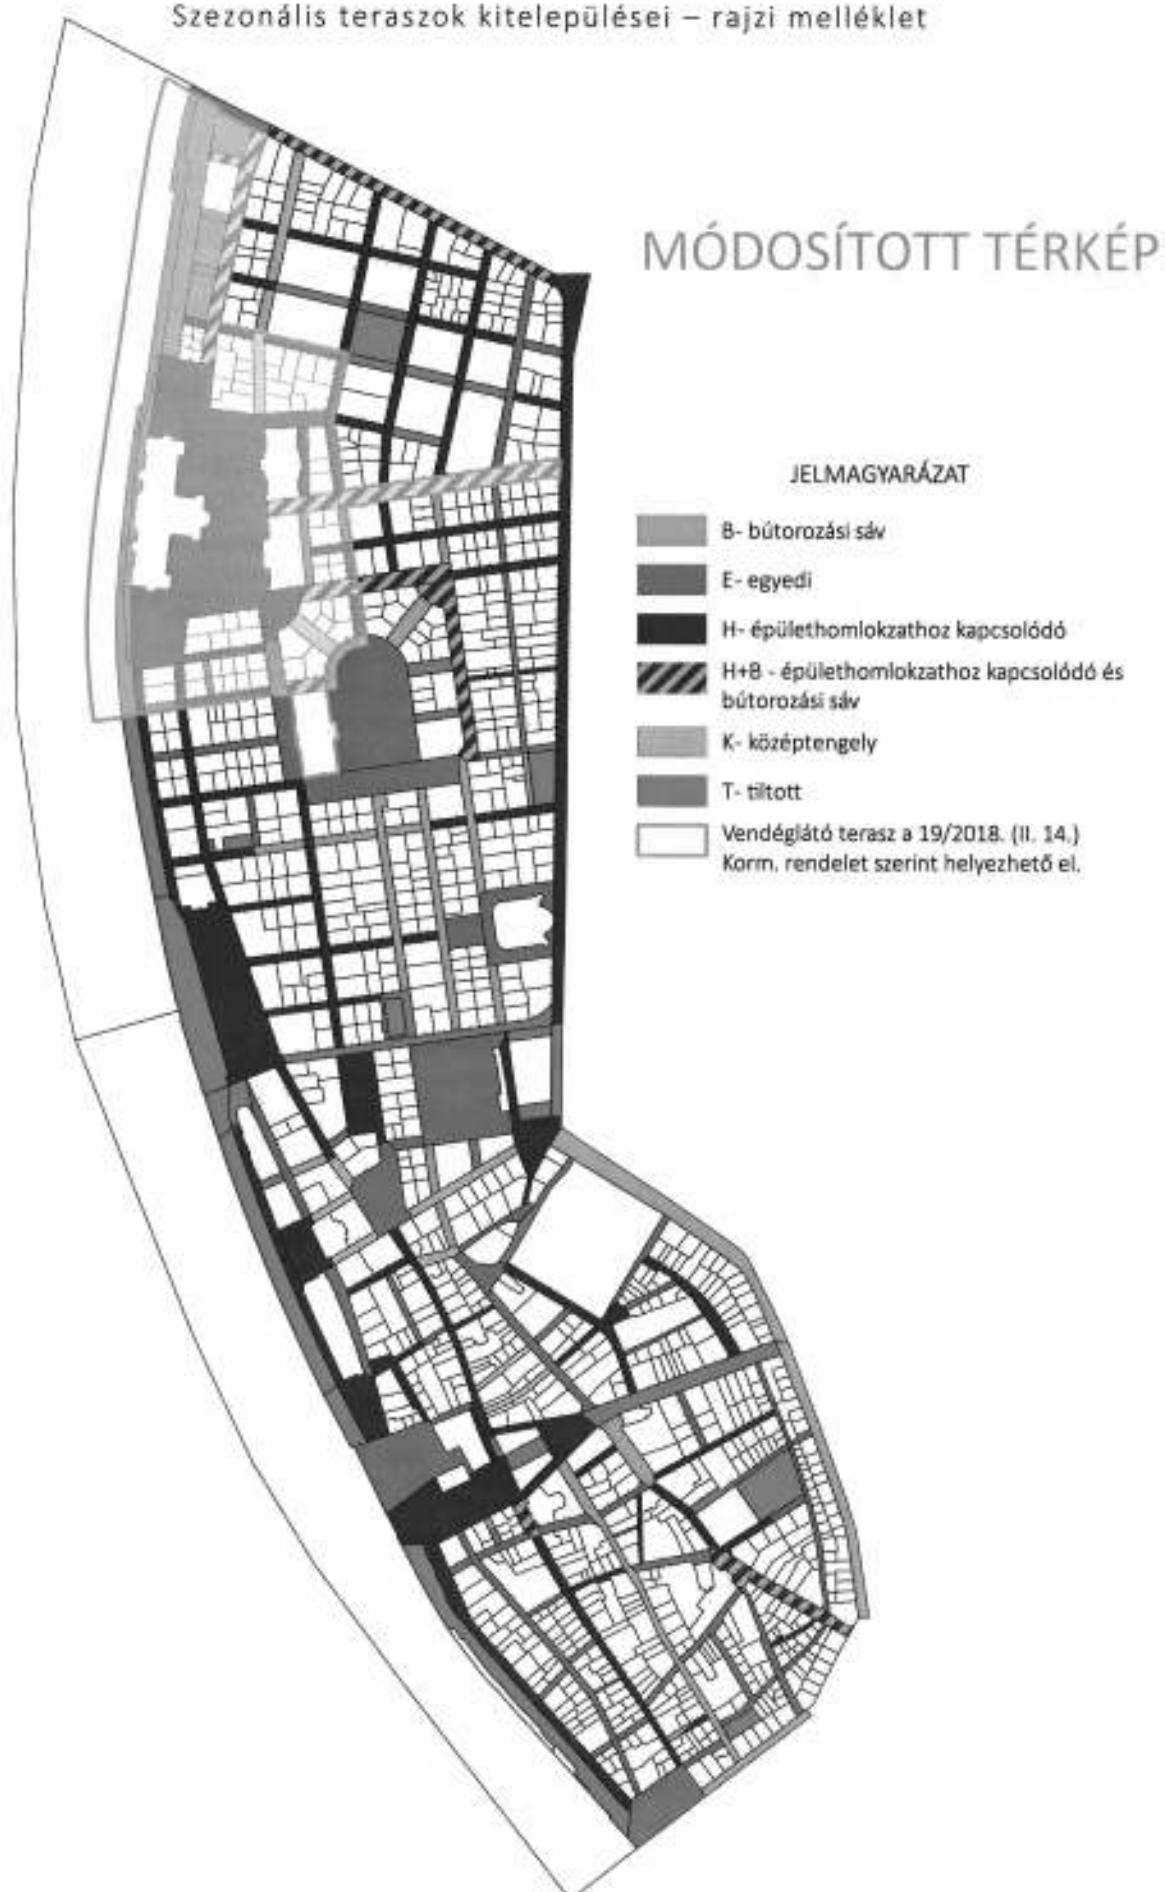 Szezonális teraszok kitelepülései – rajzi melléklet
MÓDOSÍTOTT TÉRKÉP
JELMAGYARÁZAT
B- bútorozási sáv
E- egyedi
H- épülethomlokzathoz kapcsolódó
H+B - épülethomlokzathoz kapcsolódó és
bútorozási sáv
K- középtengely
T- tiltott
Vendéglátó terasz a 19/2018. (II. 14.)
Korm. rendelet szerint helyezhető el.